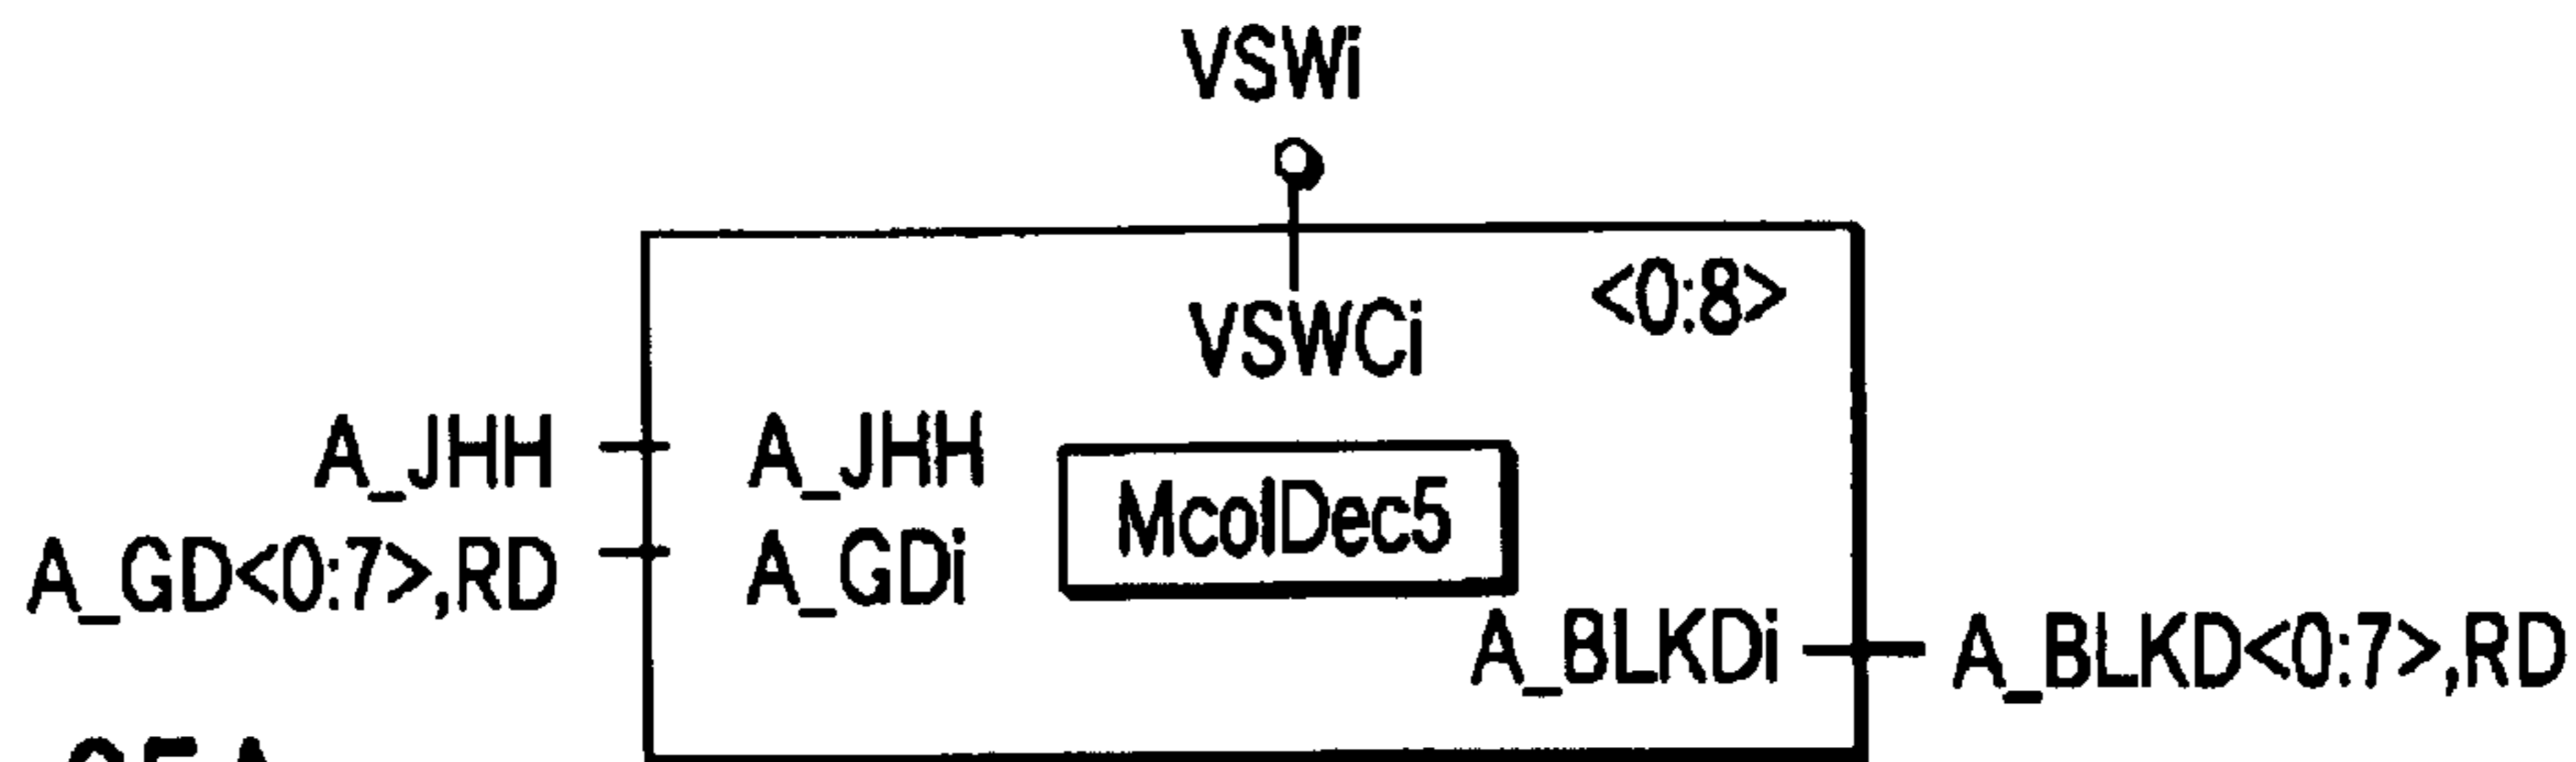 VSWi
<0:8>
VSWCi
A_JHH A_JHH
McolDec5
A_GD<0:7>,RD A_GDi
A_BLKDi A_BLKD<0:7>,RD